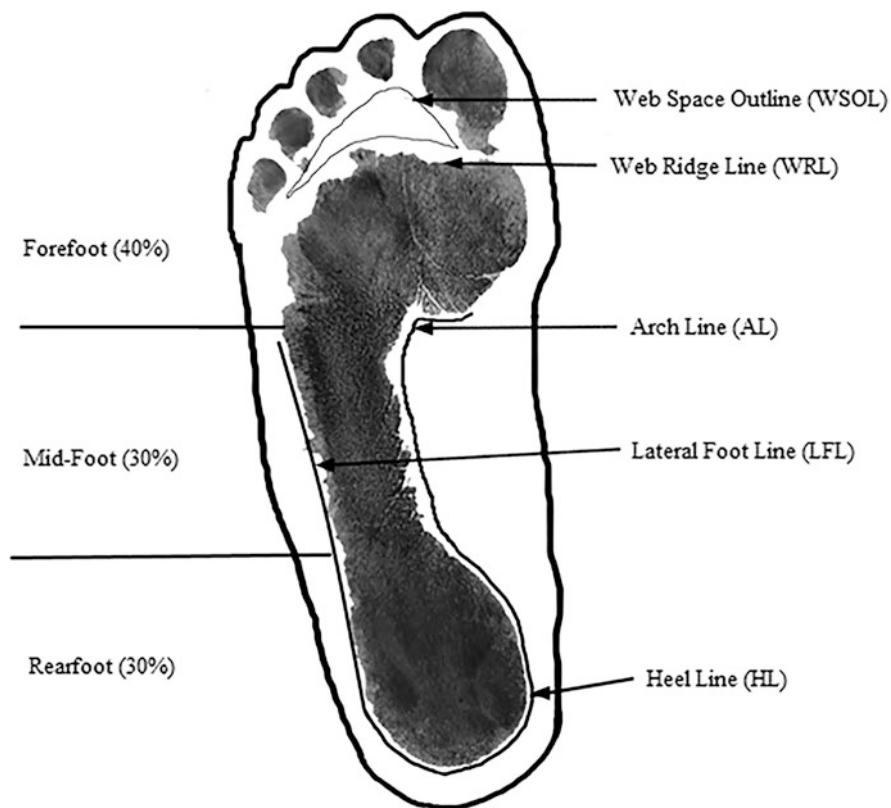 Web Space Outline (WSOL)
Web Ridge Line (WRL)
Forefoot (40%)
Arch Line (AL)
Mid-Foot (30%)
Lateral Foot Line (LFL)
Rearfoot (30%)
Heel Line (HL)